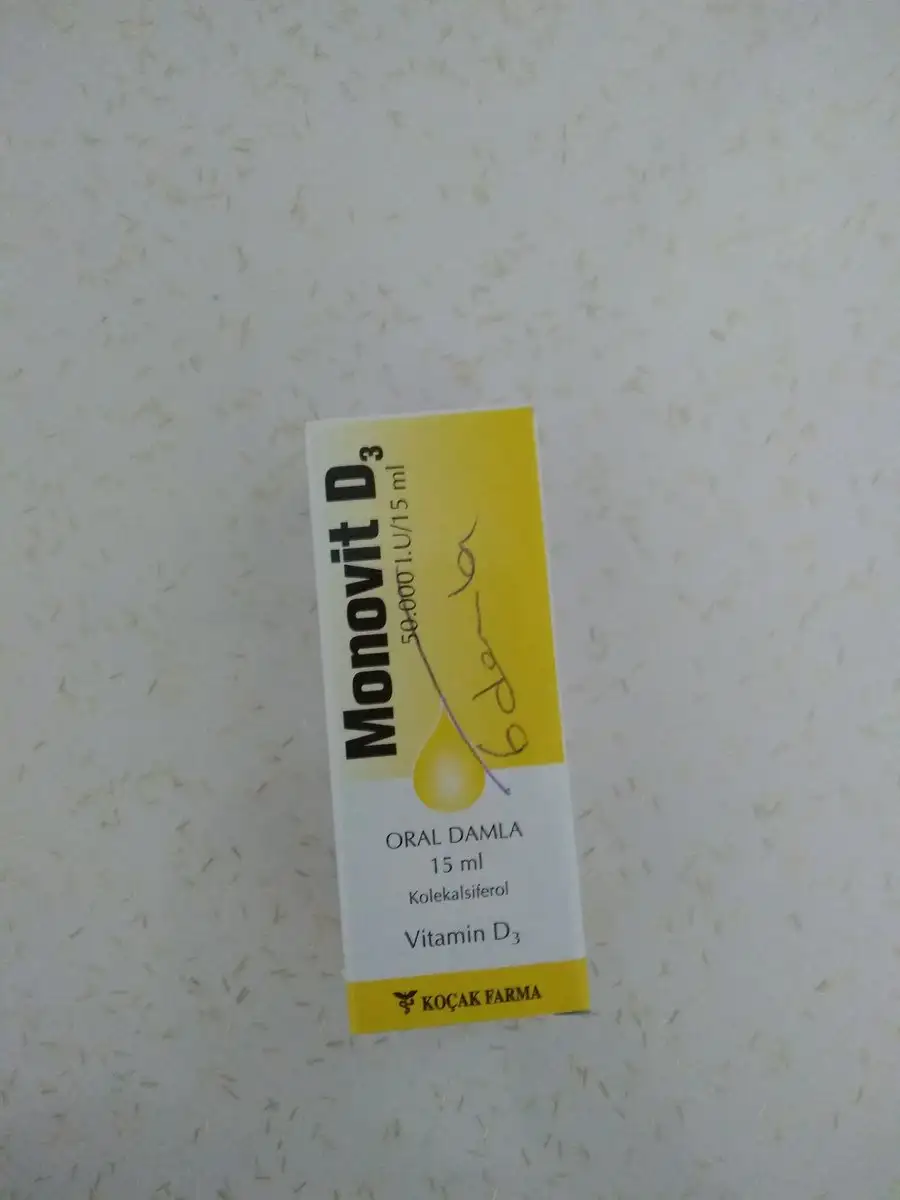 Monovit D3
50.000 I.U/15 ml
6 damla
ORAL DAMLA
15 ml
Kolekalsiferol
Vitamin D3
KOÇAK FARMA